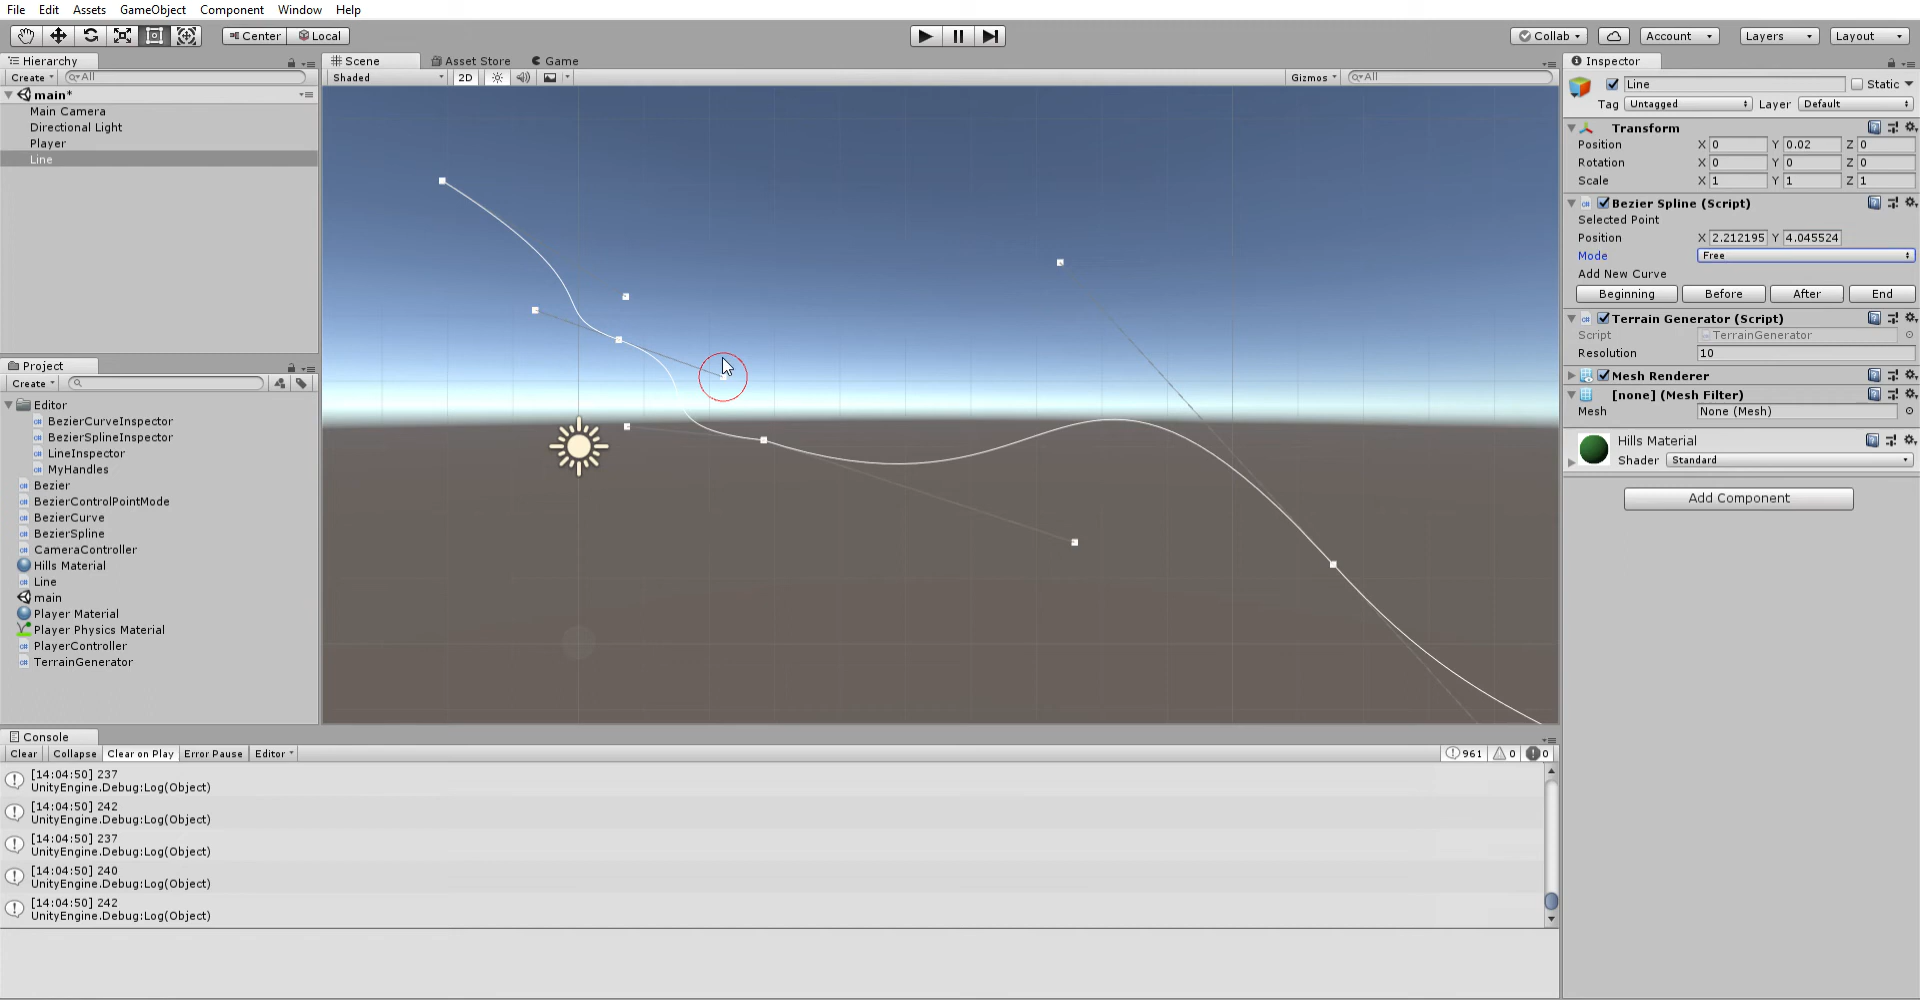 File Edit Assets GameObject Component Window Help
Center Local
Collab Account Layers Layout
Hierarchy
Create All
main*
Main Camera
Directional Light
Player
Line
Project
Create
Editor
BezierCurveInspector
BezierSplineInspector
LineInspector
MyHandles
Bezier
BezierControlPointMode
BezierCurve
BezierSpline
CameraController
Hills Material
Line
main
Player Material
Player Physics Material
PlayerController
TerrainGenerator
Scene Asset Store Game
Shaded 2D Gizmos All
Console
Clear Collapse Clear on Play Error Pause Editor 961 0 0
[14:04:50] 237
UnityEngine.Debug:Log(Object)
[14:04:50] 242
UnityEngine.Debug:Log(Object)
[14:04:50] 237
UnityEngine.Debug:Log(Object)
[14:04:50] 240
UnityEngine.Debug:Log(Object)
[14:04:50] 242
UnityEngine.Debug:Log(Object)
Inspector
Line Static
Tag Untagged Layer Default
Transform
Position X 0 Y 0.02 Z 0
Rotation X 0 Y 0 Z 0
Scale X 1 Y 1 Z 1
Bezier Spline (Script)
Selected Point
Position X 2.212195 Y 4.045524
Mode Free
Add New Curve
Beginning Before After End
Terrain Generator (Script)
Script TerrainGenerator
Resolution 10
Mesh Renderer
[none] (Mesh Filter)
Mesh None (Mesh)
Hills Material
Shader Standard
Add Component